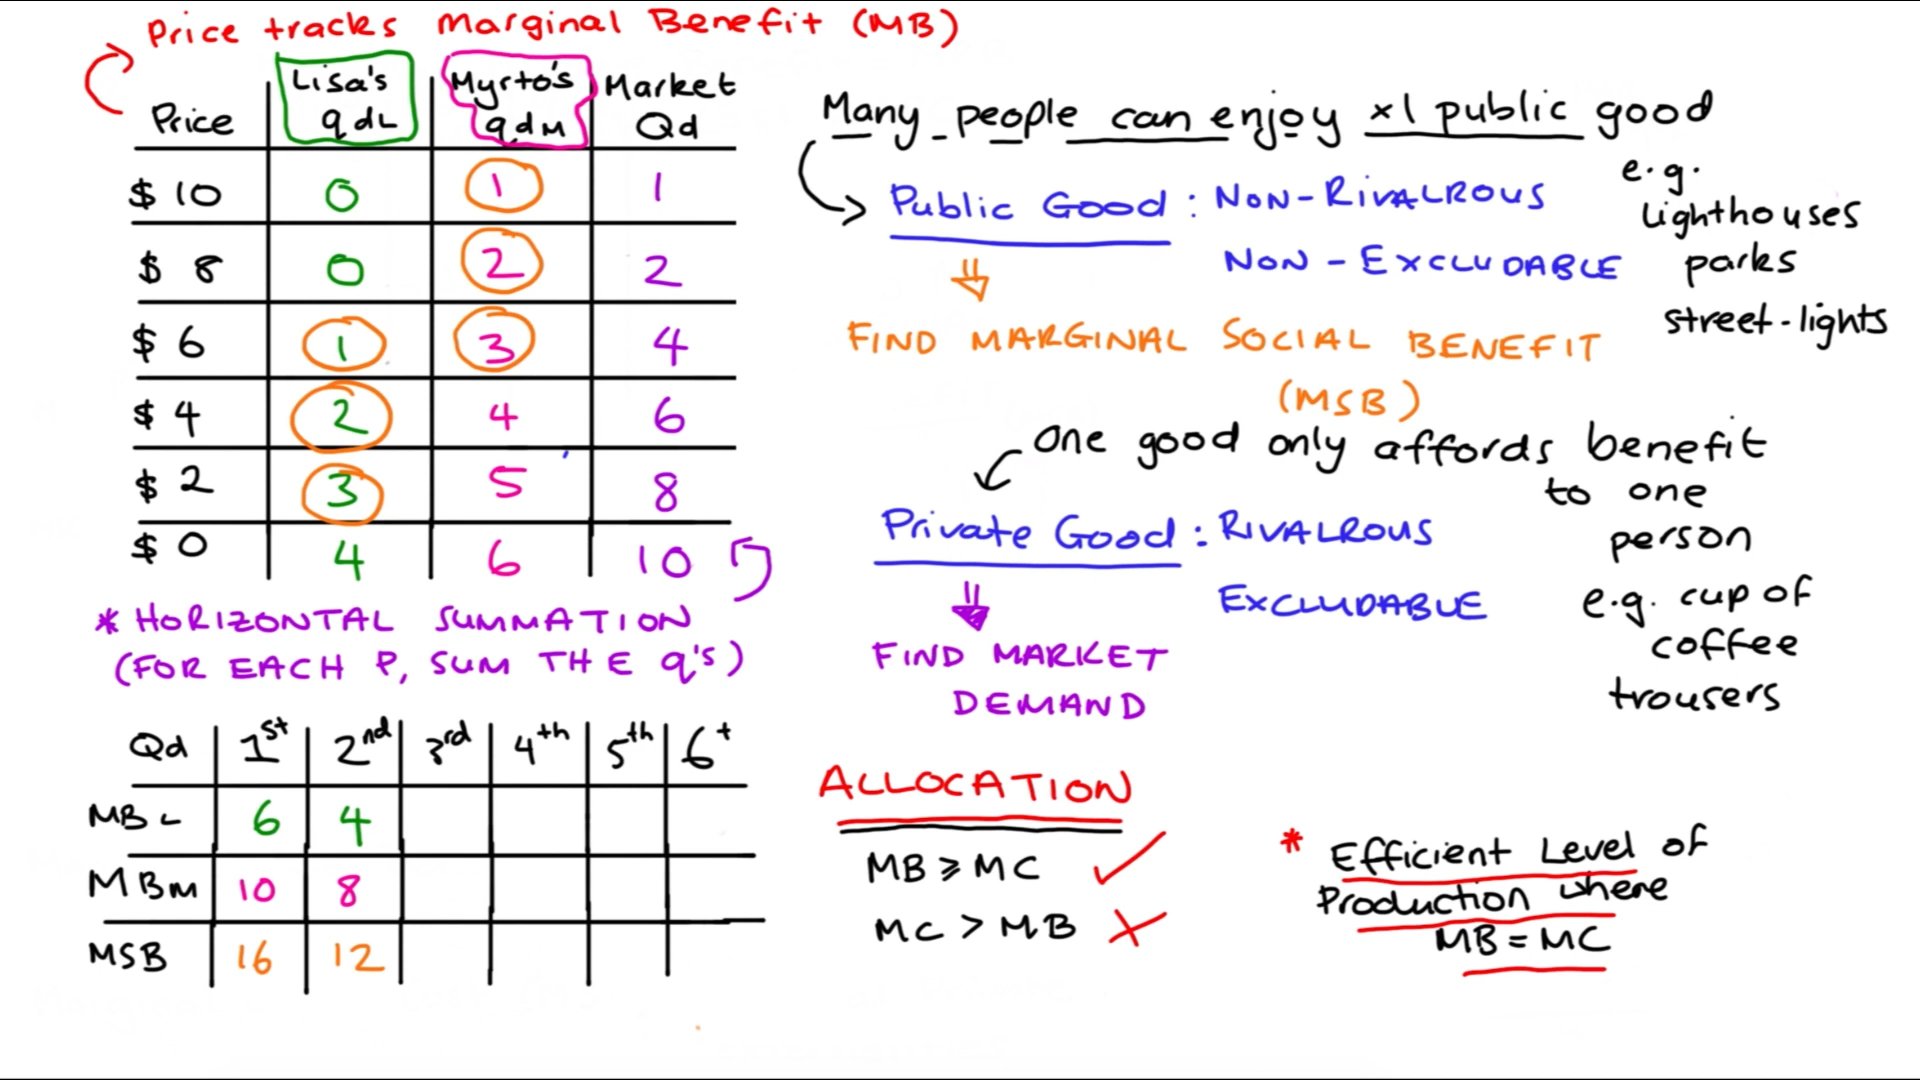 Price tracks Marginal Benefit (MB)
Price Lisa's qdL Myrto's qdM Market Qd
$ 10 0 1 1
$ 8 0 2 2
$ 6 1 3 4
$ 4 2 4 6
$ 2 3 5 8
$ 0 4 6 10
* HORIZONTAL SUMMATION
(FOR EACH P, SUM THE q's)
Qd 1st 2nd 3rd 4th 5th 6+
MBL 6 4
MBM 10 8
MSB 16 12
Many people can enjoy x1 public good
Public Good : NON-RIVALROUS
NON-EXCLUDABLE
e.g.
lighthouses
parks
street-lights
FIND MARGINAL SOCIAL BENEFIT
(MSB)
One good only affords benefit
to one
person
e.g. cup of
coffee
trousers
Private Good : RIVALROUS
EXCLUDABLE
FIND MARKET
DEMAND
ALLOCATION
MB ⩾ MC ✓
MC > MB ✗
* Efficient Level of
Production where
MB = MC